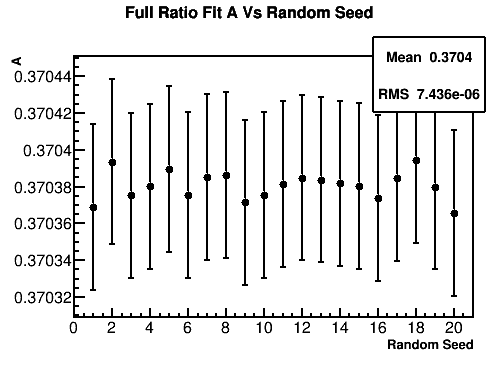 Full Ratio Fit A Vs Random Seed
Mean 0.3704
RMS 7.436e-06
A
0.37044
0.37042
0.3704
0.37038
0.37036
0.37034
0.37032
0 2 4 6 8 10 12 14 16 18 20
Random Seed